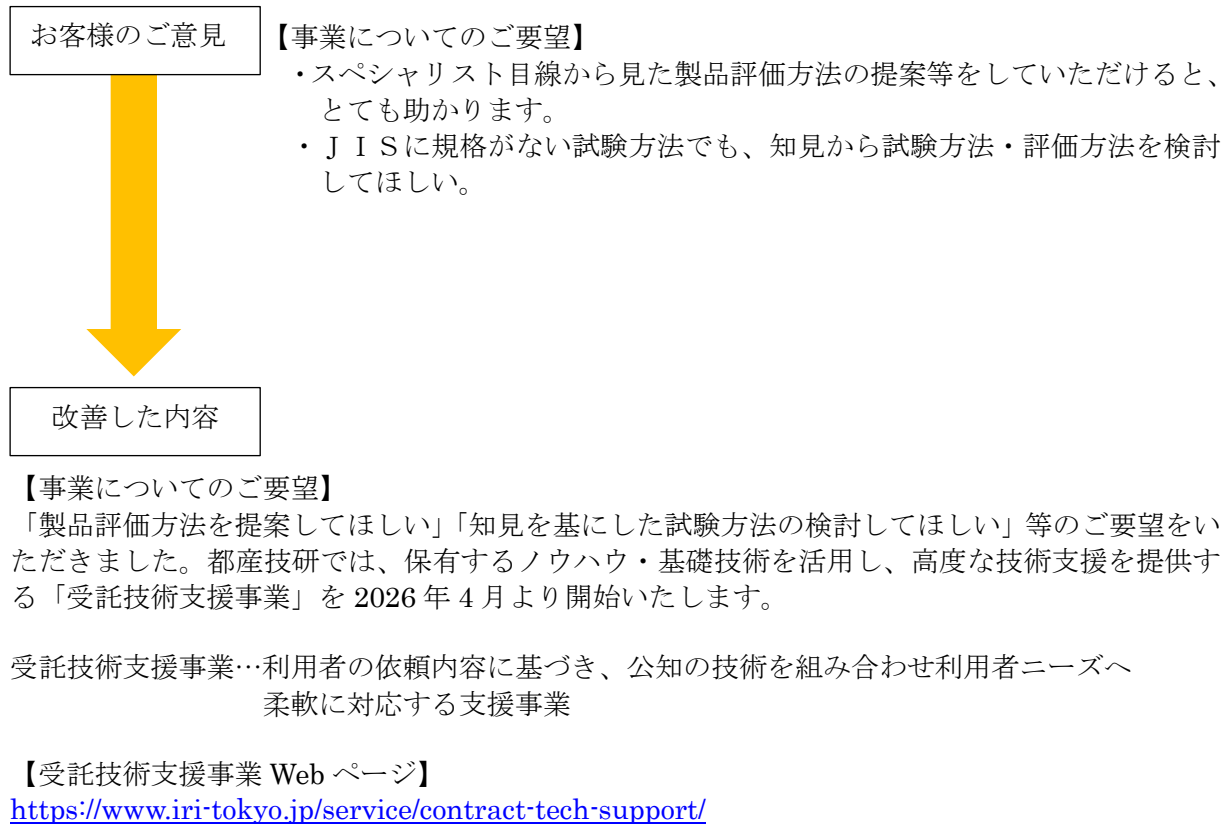 お客様のご意見
【事業についてのご要望】
・スペシャリスト目線から見た製品評価方法の提案等をしていただけると、
とても助かります。
・ＪＩＳに規格がない試験方法でも、知見から試験方法・評価方法を検討
してほしい。
改善した内容
【事業についてのご要望】
「製品評価方法を提案してほしい」「知見を基にした試験方法の検討してほしい」等のご要望をい
ただきました。都産技研では、保有するノウハウ・基礎技術を活用し、高度な技術支援を提供す
る「受託技術支援事業」を 2026 年 4 月より開始いたします。
受託技術支援事業…利用者の依頼内容に基づき、公知の技術を組み合わせ利用者ニーズへ
柔軟に対応する支援事業
【受託技術支援事業 Web ページ】
https://www.iri-tokyo.jp/service/contract-tech-support/